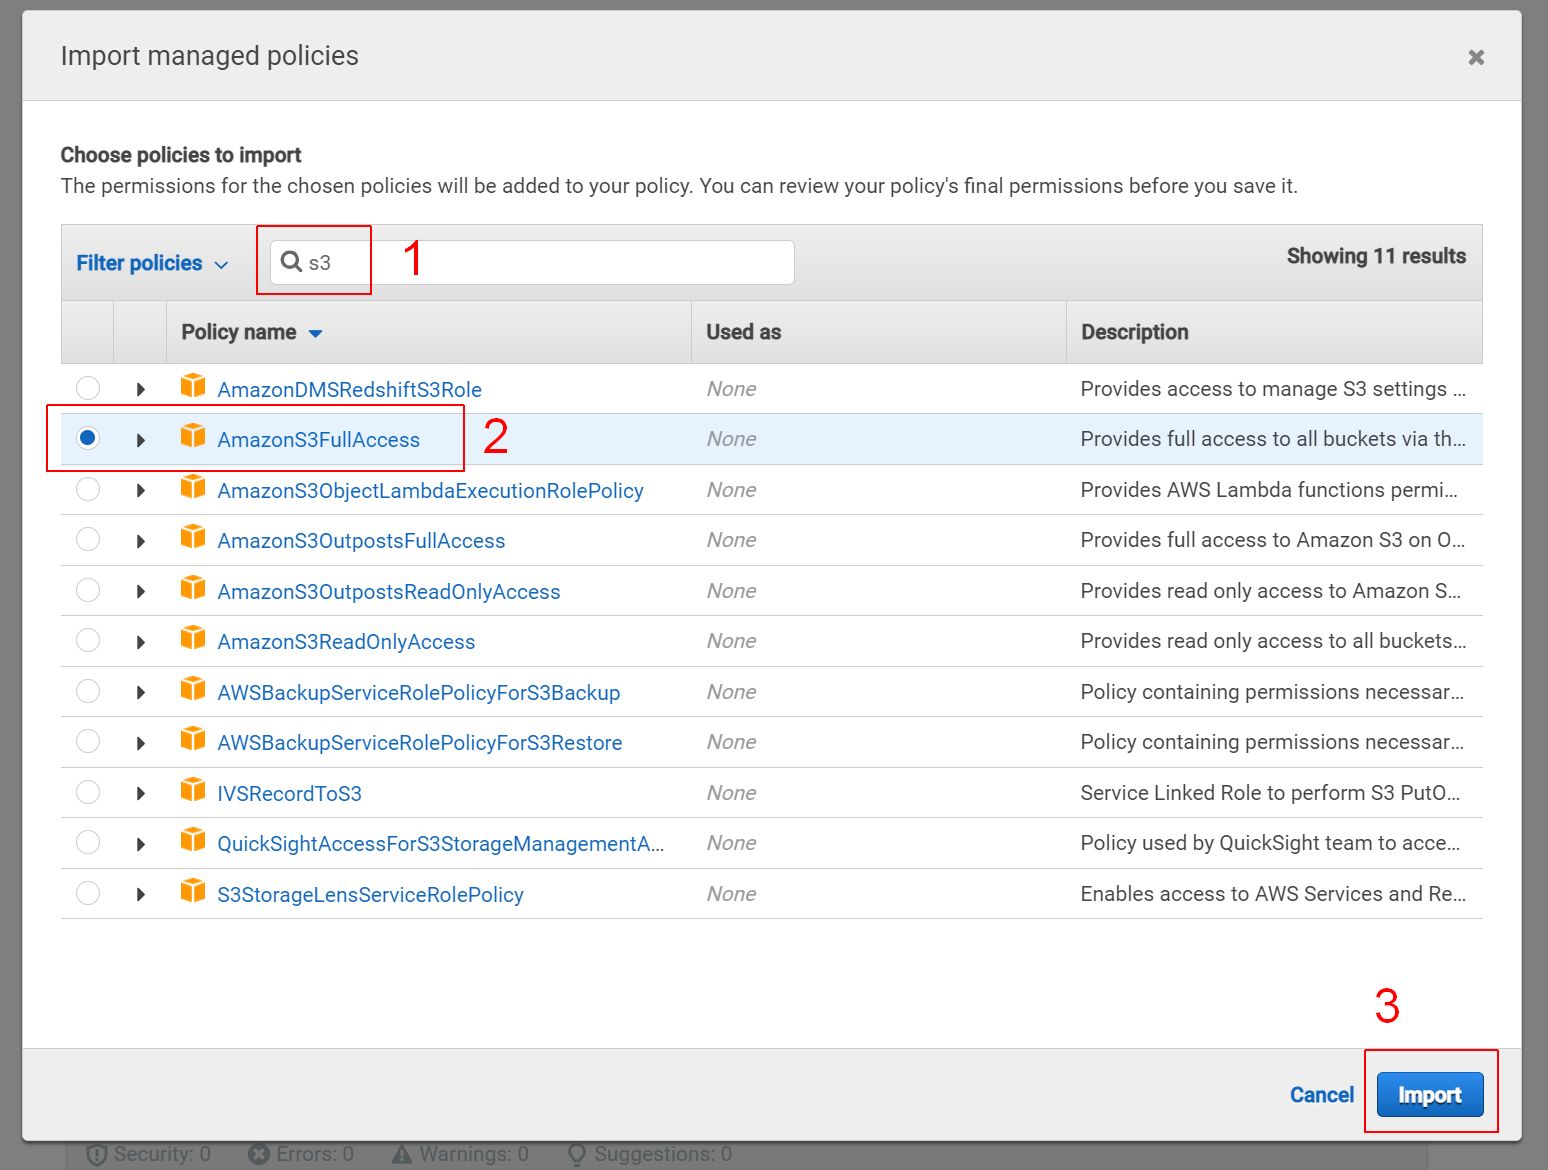 Import managed policies
Choose policies to import
The permissions for the chosen policies will be added to your policy. You can review your policy's final permissions before you save it.
Filter policies s3 1 Showing 11 results
Policy name Used as Description
AmazonDMSRedshiftS3Role None Provides access to manage S3 settings ...
AmazonS3FullAccess 2 None Provides full access to all buckets via th...
AmazonS3ObjectLambdaExecutionRolePolicy None Provides AWS Lambda functions permi...
AmazonS3OutpostsFullAccess None Provides full access to Amazon S3 on O...
AmazonS3OutpostsReadOnlyAccess None Provides read only access to Amazon S...
AmazonS3ReadOnlyAccess None Provides read only access to all buckets...
AWSBackupServiceRolePolicyForS3Backup None Policy containing permissions necessar...
AWSBackupServiceRolePolicyForS3Restore None Policy containing permissions necessar...
IVSRecordToS3 None Service Linked Role to perform S3 PutO...
QuickSightAccessForS3StorageManagementA... None Policy used by QuickSight team to acce...
S3StorageLensServiceRolePolicy None Enables access to AWS Services and Re...
3
Cancel Import
Security: 0 Errors: 0 Warnings: 0 Suggestions: 0